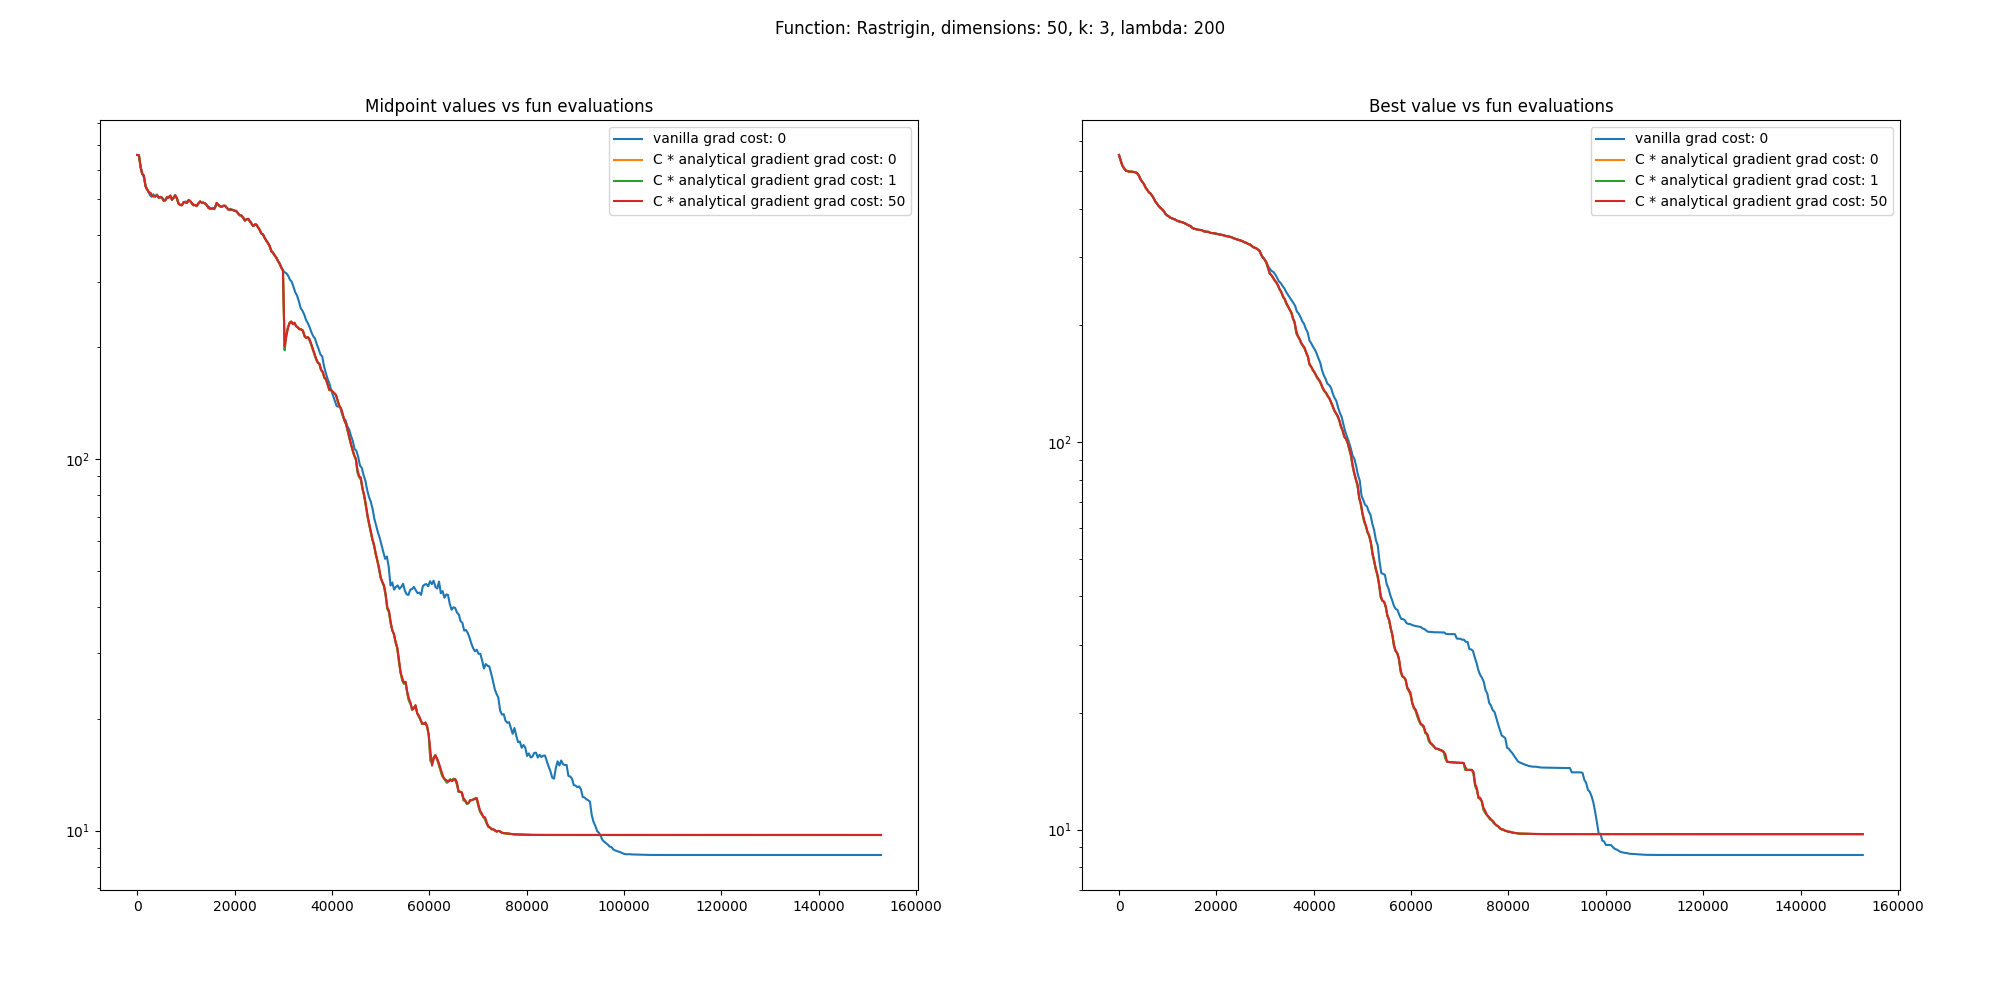 Function: Rastrigin, dimensions: 50, k: 3, lambda: 200
Midpoint values vs fun evaluations
vanilla grad cost: 0
C * analytical gradient grad cost: 0
C * analytical gradient grad cost: 1
C * analytical gradient grad cost: 50
10²
10¹
0 20000 40000 60000 80000 100000 120000 140000 160000
Best value vs fun evaluations
vanilla grad cost: 0
C * analytical gradient grad cost: 0
C * analytical gradient grad cost: 1
C * analytical gradient grad cost: 50
10²
10¹
0 20000 40000 60000 80000 100000 120000 140000 160000